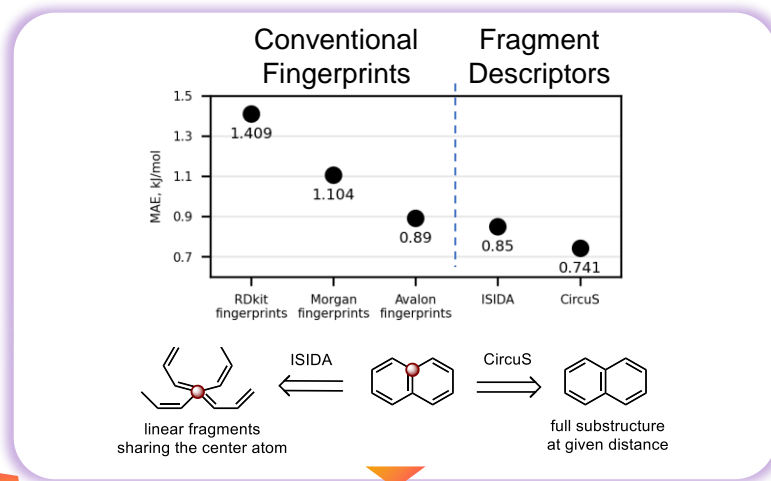 Conventional
Fingerprints
Fragment
Descriptors
MAE, kJ/mol
1.5
1.3
1.1
0.9
0.7
1.409
1.104
0.89
0.85
0.741
RDkit
fingerprints
Morgan
fingerprints
Avalon
fingerprints
ISIDA
CircuS
ISIDA
CircuS
linear fragments
sharing the center atom
full substructure
at given distance